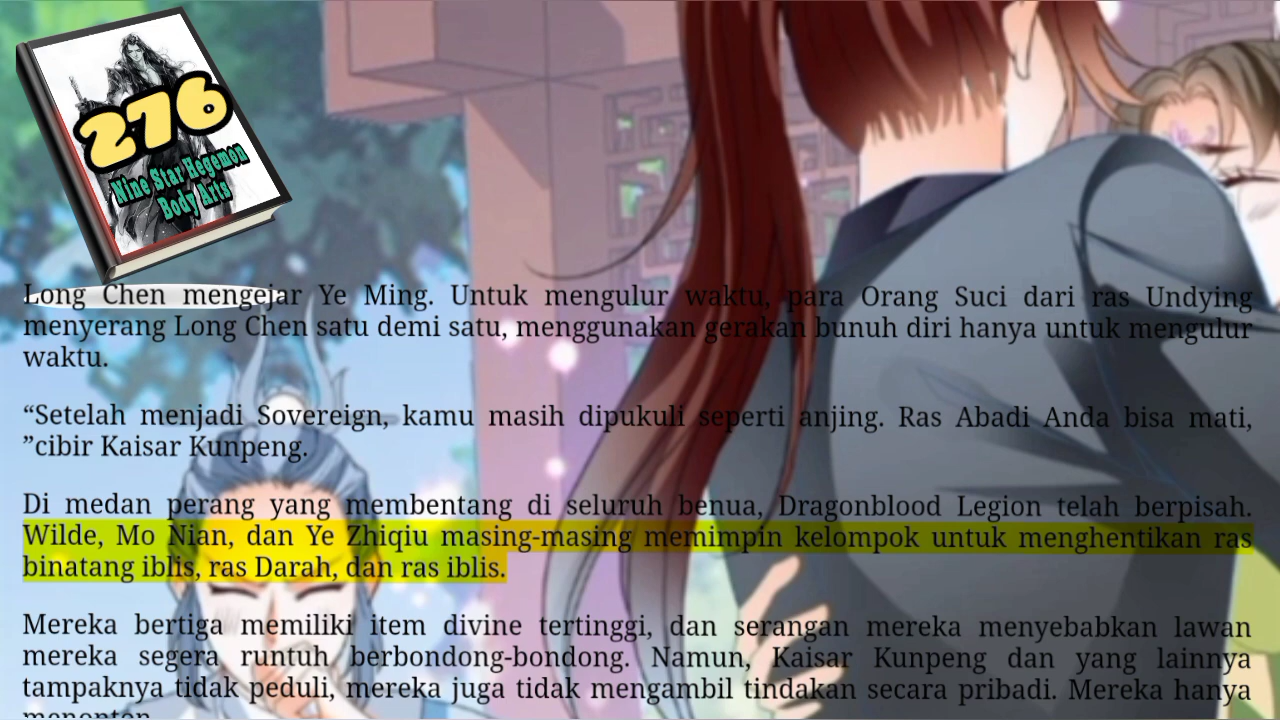 276
Nine Star Hegemon
Body Arts
Long Chen mengejar Ye Ming. Untuk mengulur waktu, para Orang Suci dari ras Undying
menyerang Long Chen satu demi satu, menggunakan gerakan bunuh diri hanya untuk mengulur
waktu.
“Setelah menjadi Sovereign, kamu masih dipukuli seperti anjing. Ras Abadi Anda bisa mati,
”cibir Kaisar Kunpeng.
Di medan perang yang membentang di seluruh benua, Dragonblood Legion telah berpisah.
Wilde, Mo Nian, dan Ye Zhiqiu masing-masing memimpin kelompok untuk menghentikan ras
binatang iblis, ras Darah, dan ras iblis.
Mereka bertiga memiliki item divine tertinggi, dan serangan mereka menyebabkan lawan
mereka segera runtuh berbondong-bondong. Namun, Kaisar Kunpeng dan yang lainnya
tampaknya tidak peduli, mereka juga tidak mengambil tindakan secara pribadi. Mereka hanya
menonton.